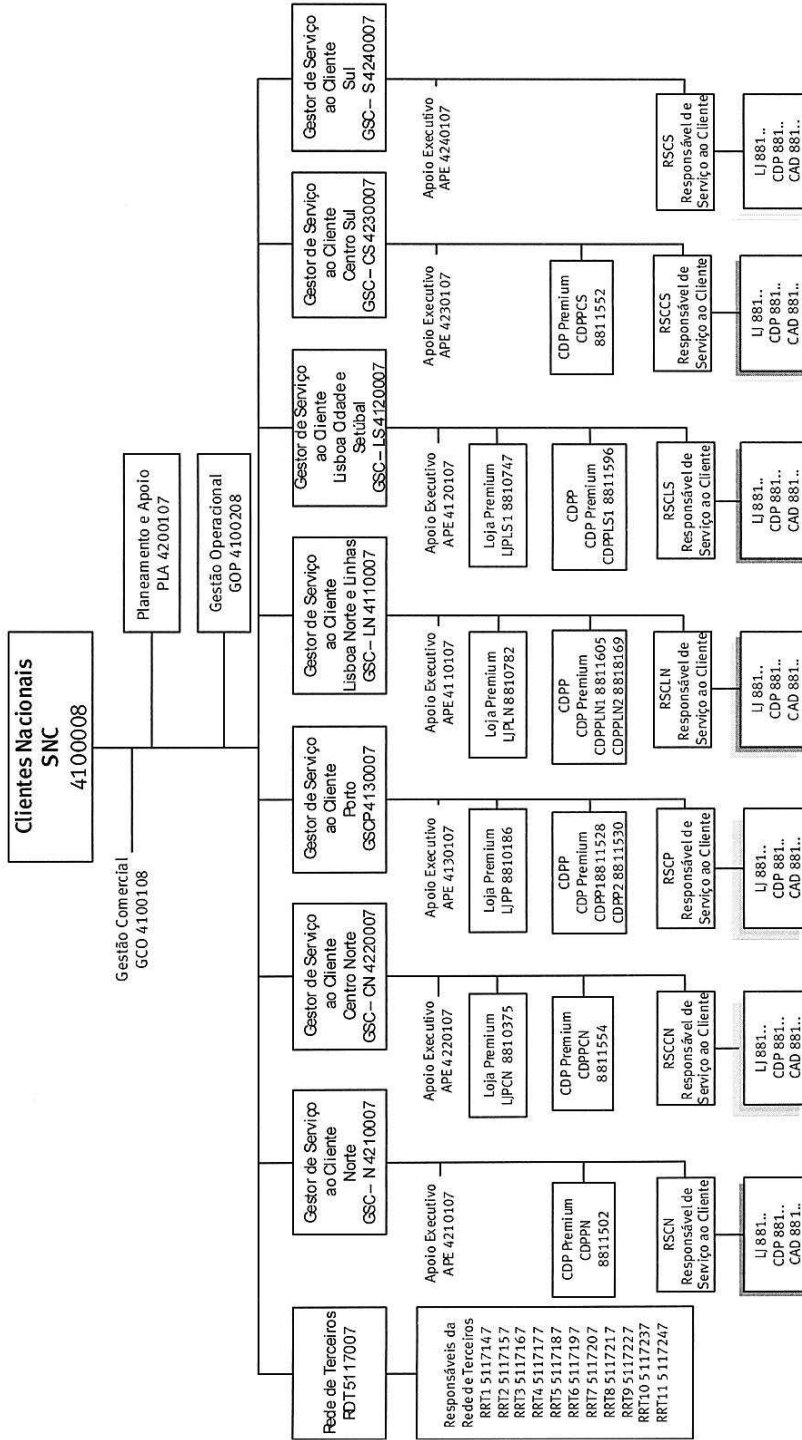 Clientes Nacionais
SNC
4100008
Gestão Comercial
GCO 4100108
Planeamento e Apoio
PLA 4200107
Gestão Operacional
GOP 4100208
Rede de Terceiros
RDT5117007
Responsáveis da
Rede de Terceiros
RRT1 5117147
RRT2 5117157
RRT3 5117167
RRT4 5117177
RRT5 5117187
RRT6 5117197
RRT7 5117207
RRT8 5117217
RRT9 5117227
RRT10 5117237
RRT11 5117247
Gestor de Serviço
ao Cliente
Norte
GSC – N 4210007
Apoio Executivo
APE 4210107
CDP Premium
CDPPN
8811502
RSCN
Responsável de
Serviço ao Cliente
LJ 881..
CDP 881..
CAD 881..
Gestor de Serviço
ao Cliente
Centro Norte
GSC – CN 4220007
Apoio Executivo
APE 4220107
Loja Premium
LJPCN 8810375
CDP Premium
CDPPCN
8811554
RSCCN
Responsável de
Serviço ao Cliente
LJ 881..
CDP 881..
CAD 881..
Gestor de Serviço
ao Cliente
Porto
GSCP4130007
Apoio Executivo
APE 4130107
Loja Premium
LJPP 8810186
CDPP
CDP Premium
CDPP18811528
CDPP2 8811530
RSCP
Responsável de
Serviço ao Cliente
LJ 881..
CDP 881..
CAD 881..
Gestor de Serviço
ao Cliente
Lisboa Norte e Linhas
GSC – LN 4110007
Apoio Executivo
APE 4110107
Loja Premium
LJPLN 8810782
CDPP
CDP Premium
CDPPLN1 8811605
CDPPLN2 8818169
RSCLN
Responsável de
Serviço ao Cliente
LJ 881..
CDP 881..
CAD 881..
Gestor de Serviço
ao Cliente
Lisboa Cidade e
Setúbal
GSC – LS 4120007
Apoio Executivo
APE 4120107
Loja Premium
LJPLS1 8810747
CDPP
CDP Premium
CDPPLS1 8811596
RSCLS
Responsável de
Serviço ao Cliente
LJ 881..
CDP 881..
CAD 881..
Gestor de Serviço
ao Cliente
Centro Sul
GSC – CS 4230007
Apoio Executivo
APE 4230107
CDP Premium
CDPPCS
8811552
RSCCS
Responsável de
Serviço ao Cliente
LJ 881..
CDP 881..
CAD 881..
Gestor de Serviço
ao Cliente
Sul
GSC – S 4240007
Apoio Executivo
APE 4240107
RSCS
Responsável de
Serviço ao Cliente
LJ 881..
CDP 881..
CAD 881..